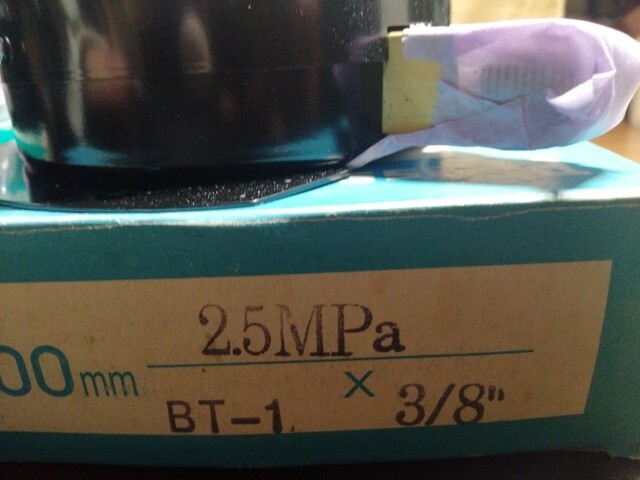 2.5MPa
00mm
BT-1 × 3/8"